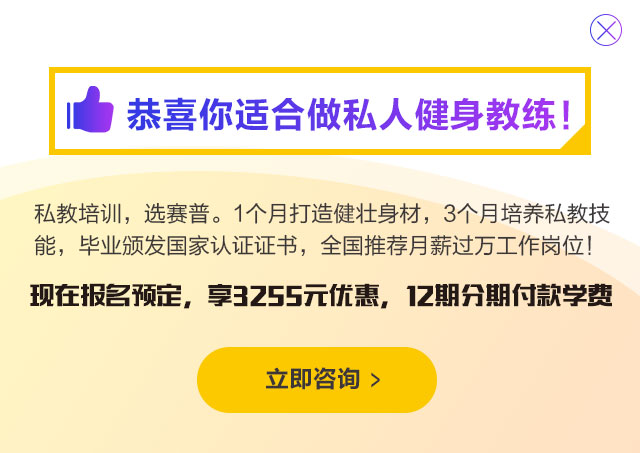 恭喜你适合做私人健身教练！
私教培训，选赛普。1个月打造健壮身材，3个月培养私教技
能，毕业颁发国家认证证书，全国推荐月薪过万工作岗位！
现在报名预定，享3255元优惠，12期分期付款学费
立即咨询 >